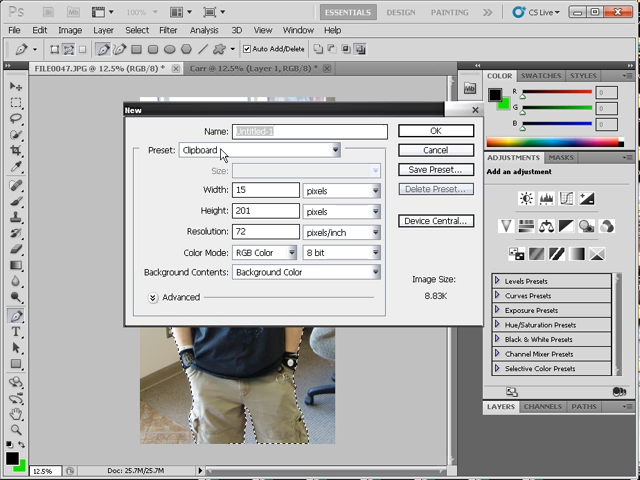 Ps
Mb
100%
ESSENTIALS
DESIGN
PAINTING
CS Live
File Edit Image Layer Select Filter Analysis 3D View Window Help
Auto Add/Delete
FILE0047.JPG @ 12.5% (RGB/8) *
Carr @ 12.5% (Layer 1, RGB/8) *
New
Name: Untitled-1
OK
Preset: Clipboard
Cancel
Size:
Save Preset...
Width: 15 pixels
Delete Preset...
Height: 201 pixels
Device Central...
Resolution: 72 pixels/inch
Color Mode: RGB Color 8 bit
Background Contents: Background Color
Image Size:
8.83K
Advanced
COLOR SWATCHES STYLES
R 0
G 0
B 0
ADJUSTMENTS MASKS
Add an adjustment
Levels Presets
Curves Presets
Exposure Presets
Hue/Saturation Presets
Black & White Presets
Channel Mixer Presets
Selective Color Presets
LAYERS CHANNELS PATHS
12.5%
Doc: 25.7M/25.7M